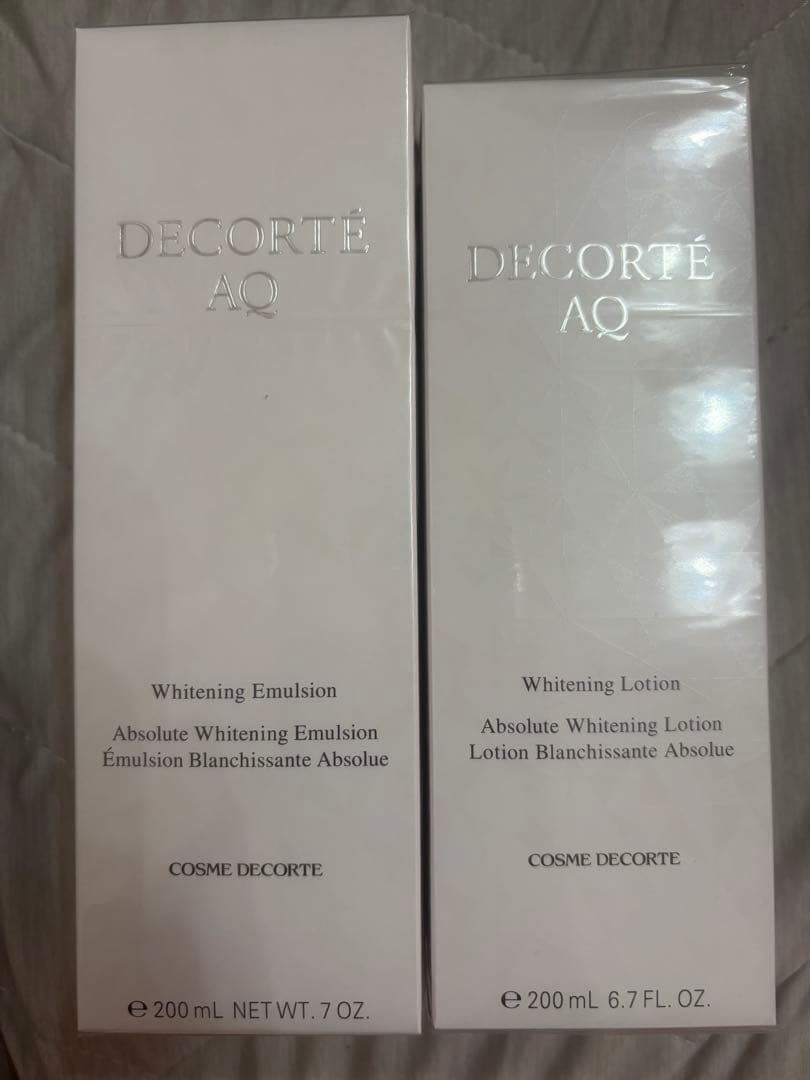 DECORTÉ
AQ
Whitening Emulsion
Absolute Whitening Emulsion
Émulsion Blanchissante Absolue
COSME DECORTE
℮ 200 mL NET WT. 7 OZ.
DECORTÉ
AQ
Whitening Lotion
Absolute Whitening Lotion
Lotion Blanchissante Absolue
COSME DECORTE
℮ 200 mL 6.7 FL. OZ.